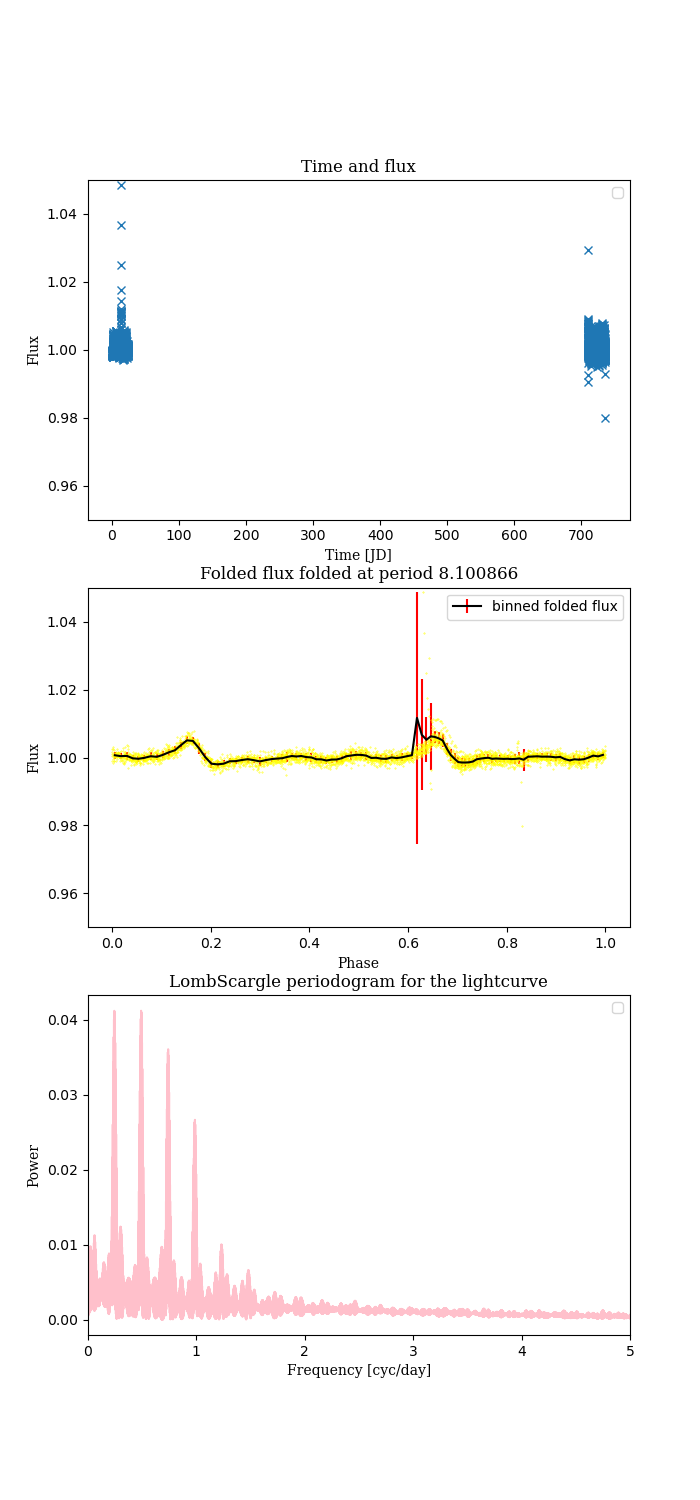 Time and flux
1.04
1.02
1.00
0.98
0.96
Flux
0 100 200 300 400 500 600 700
Time [JD]
Folded flux folded at period 8.100866
binned folded flux
1.04
1.02
1.00
0.98
0.96
Flux
0.0 0.2 0.4 0.6 0.8 1.0
Phase
LombScargle periodogram for the lightcurve
0.04
0.03
0.02
0.01
0.00
Power
0 1 2 3 4 5
Frequency [cyc/day]